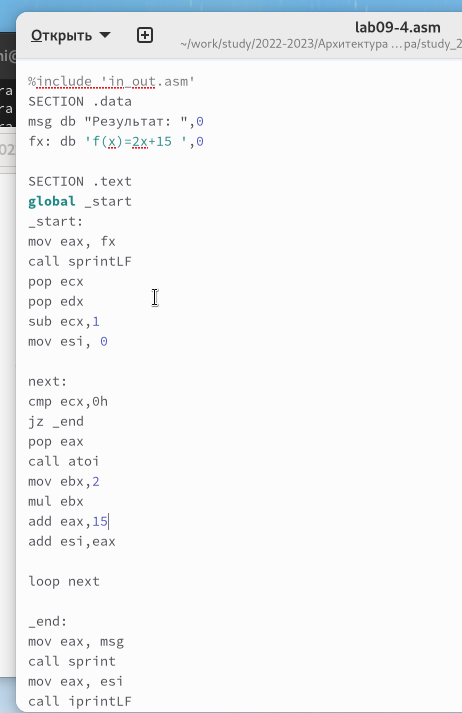 Открыть
lab09-4.asm
~/work/study/2022-2023/Архитектура …pa/study_2
%include 'in_out.asm'
SECTION .data
msg db "Результат: ",0
fx: db 'f(x)=2x+15 ',0
SECTION .text
global _start
_start:
mov eax, fx
call sprintLF
pop ecx
pop edx
sub ecx,1
mov esi, 0
next:
cmp ecx,0h
jz _end
pop eax
call atoi
mov ebx,2
mul ebx
add eax,15
add esi,eax
loop next
_end:
mov eax, msg
call sprint
mov eax, esi
call iprintLF